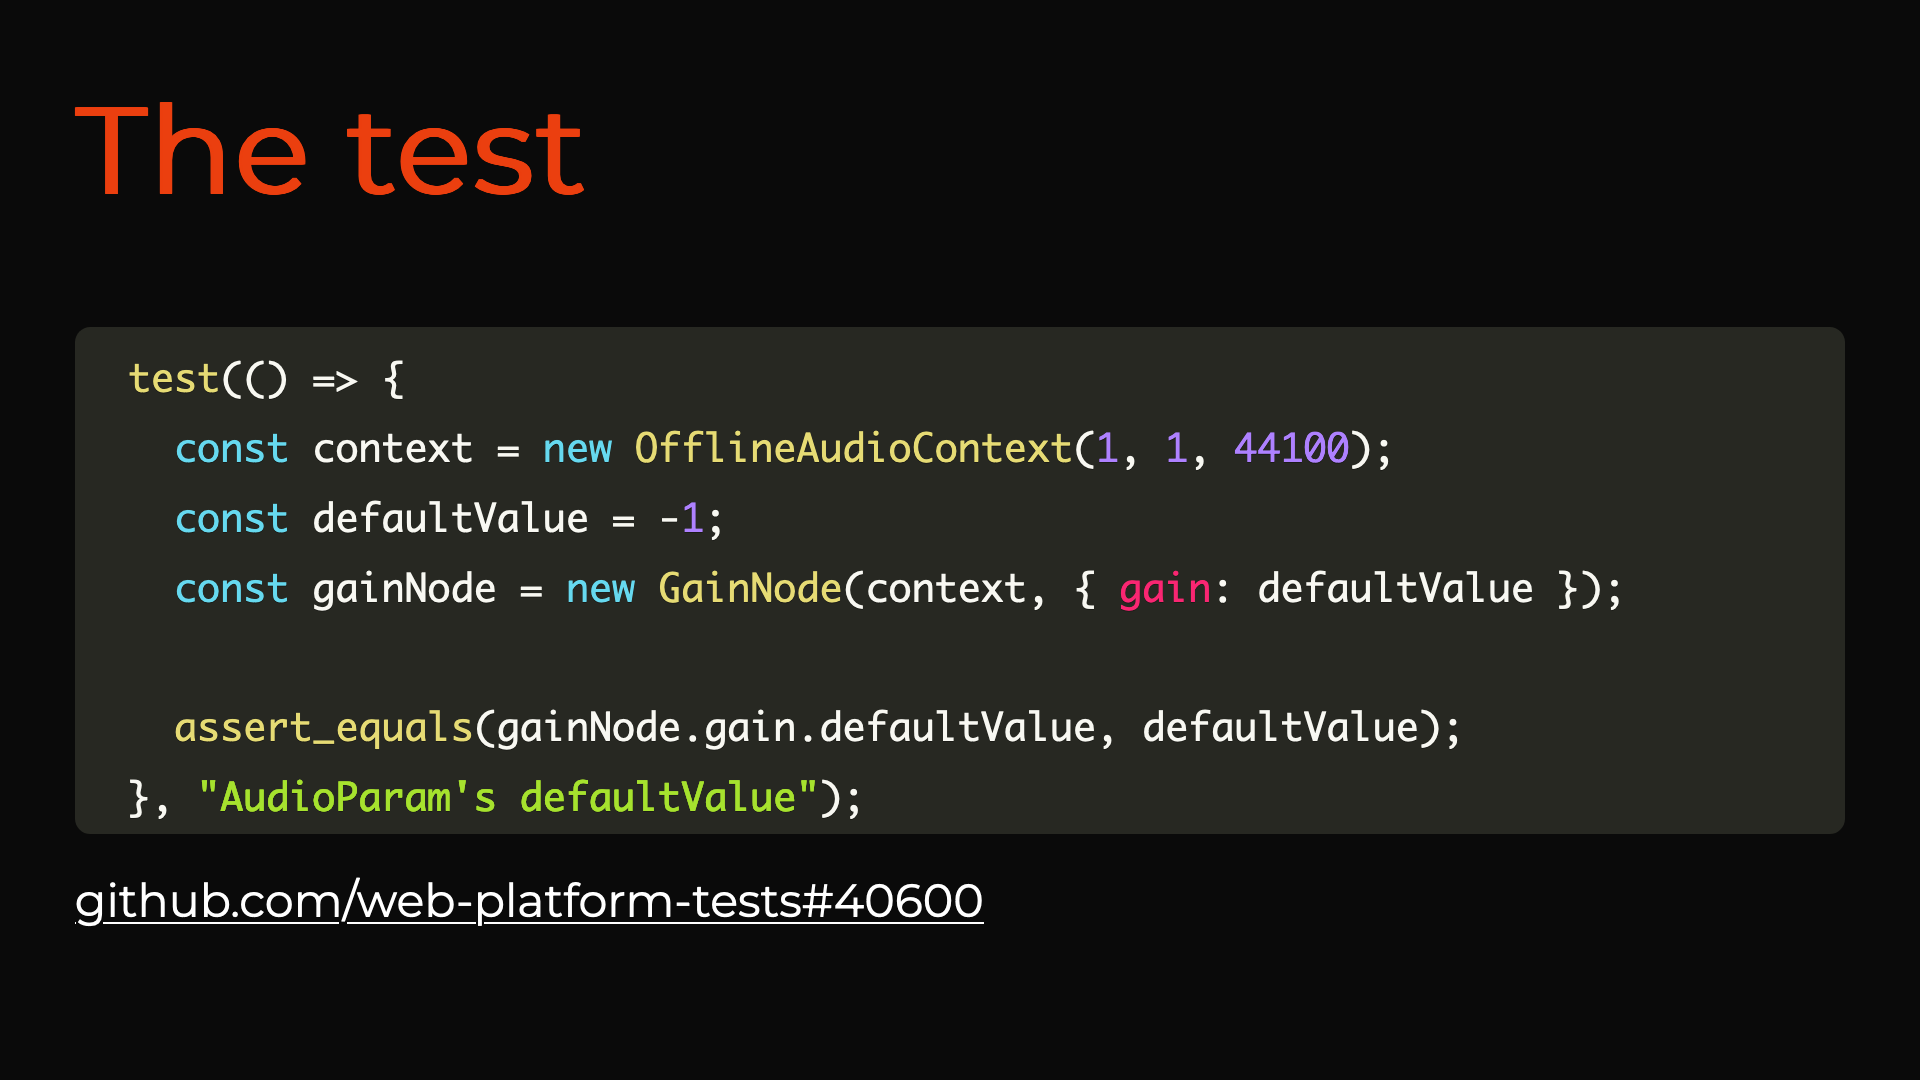 The test
test(() => {
  const context = new OfflineAudioContext(1, 1, 44100);
  const defaultValue = -1;
  const gainNode = new GainNode(context, { gain: defaultValue });
  assert_equals(gainNode.gain.defaultValue, defaultValue);
}, "AudioParam's defaultValue");
github.com/web-platform-tests#40600